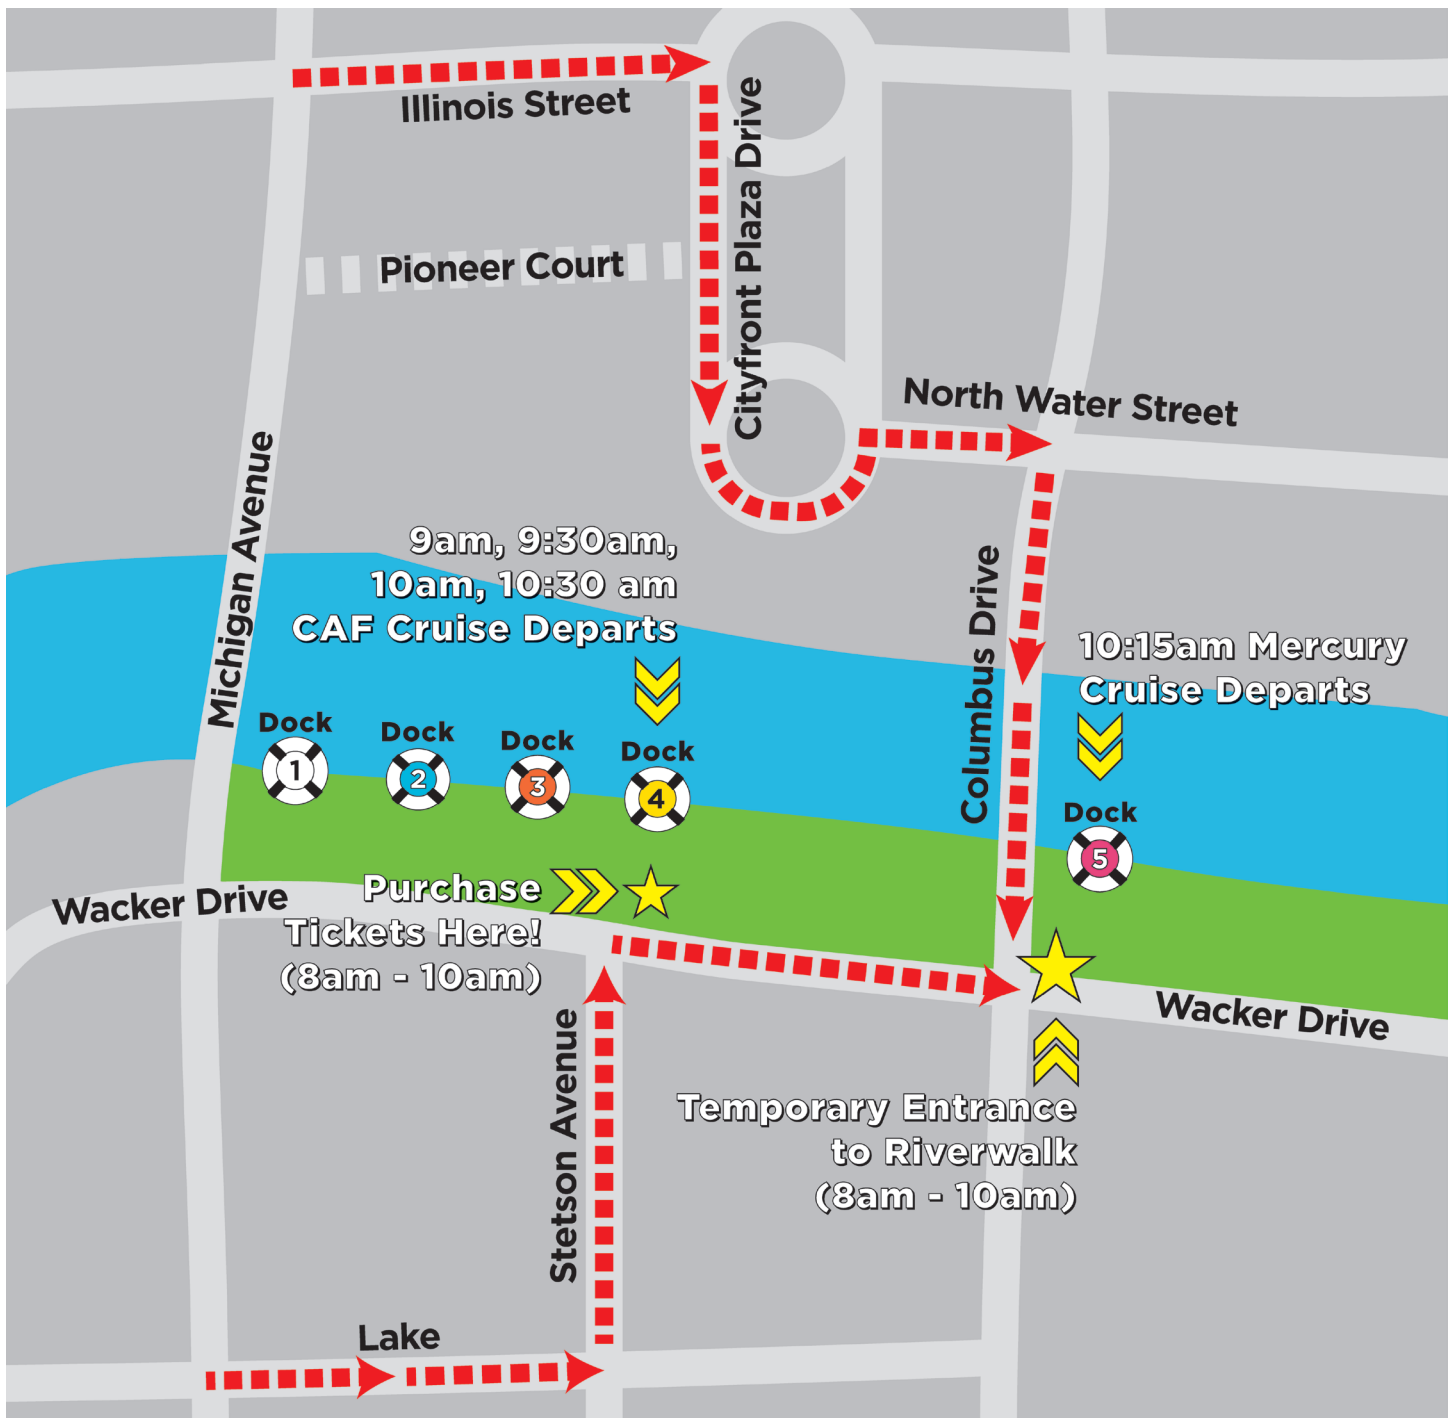 Illinois Street
Cityfront Plaza Drive
Pioneer Court
North Water Street
Michigan Avenue
9am, 9:30am,
10am, 10:30 am
CAF Cruise Departs
Columbus Drive
10:15am Mercury
Cruise Departs
Dock
1
Dock
2
Dock
3
Dock
4
Dock
5
Wacker Drive
Purchase
Tickets Here!
(8am - 10am)
Wacker Drive
Stetson Avenue
Temporary Entrance
to Riverwalk
(8am - 10am)
Lake